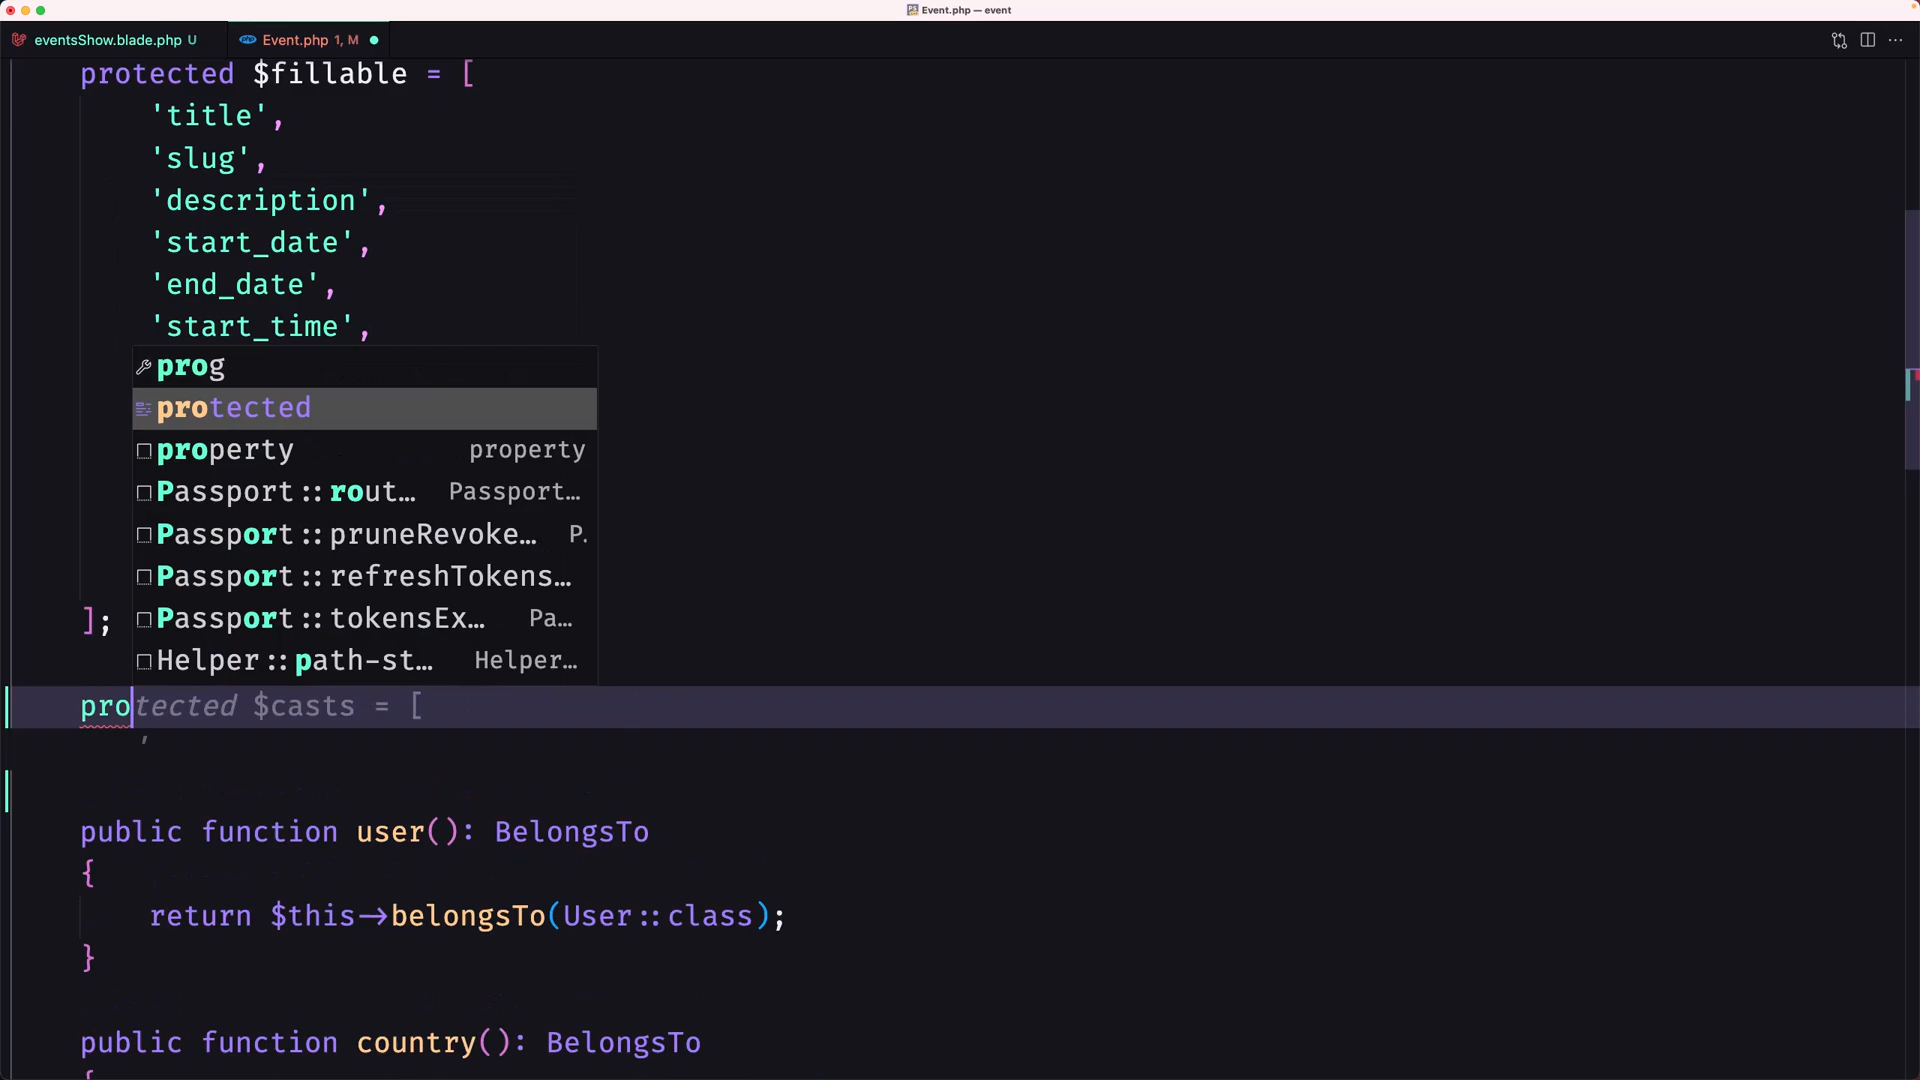 Event.php — event
eventsShow.blade.php U
php Event.php 1, M
protected $fillable = [
'title',
'slug',
'description',
'start_date',
'end_date',
'start_time',
prog
protected
property property
Passport::rout… Passport…
Passport::pruneRevoke… P.
Passport::refreshTokens…
Passport::tokensEx… Pa…
];
Helper::path-st… Helper…
protected $casts = [
'
public function user(): BelongsTo
{
return $this->belongsTo(User::class);
}
public function country(): BelongsTo
{